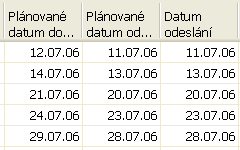 Plánované Plánované Datum
datum do... datum od... odeslání
12.07.06 11.07.06 11.07.06
14.07.06 13.07.06 13.07.06
21.07.06 20.07.06 20.07.06
24.07.06 23.07.06 23.07.06
29.07.06 28.07.06 28.07.06